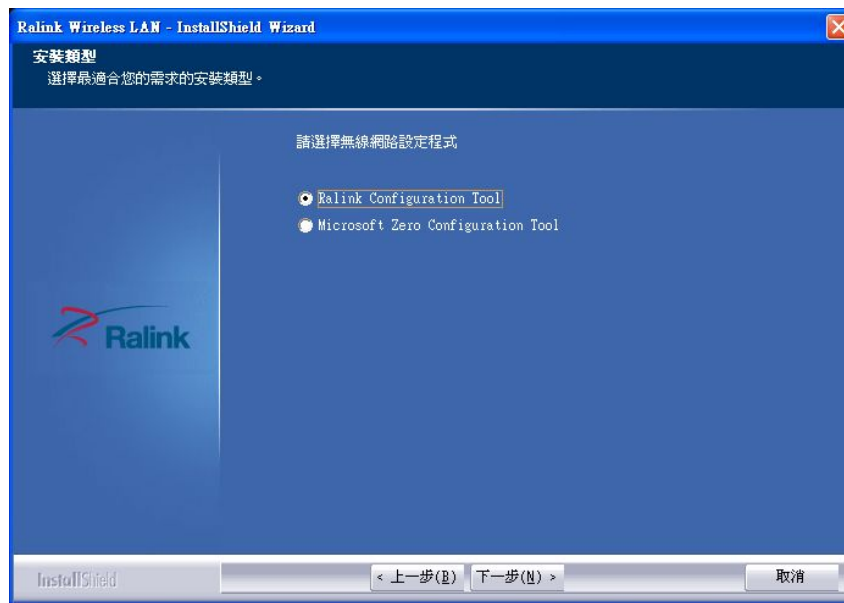 Ralink Wireless LAN - InstallShield Wizard
安裝類型
選擇最適合您的需求的安裝類型。
請選擇無線網路設定程式
Ralink Configuration Tool
Microsoft Zero Configuration Tool
Ralink
InstallShield
< 上一步(B)
下一步(N) >
取消